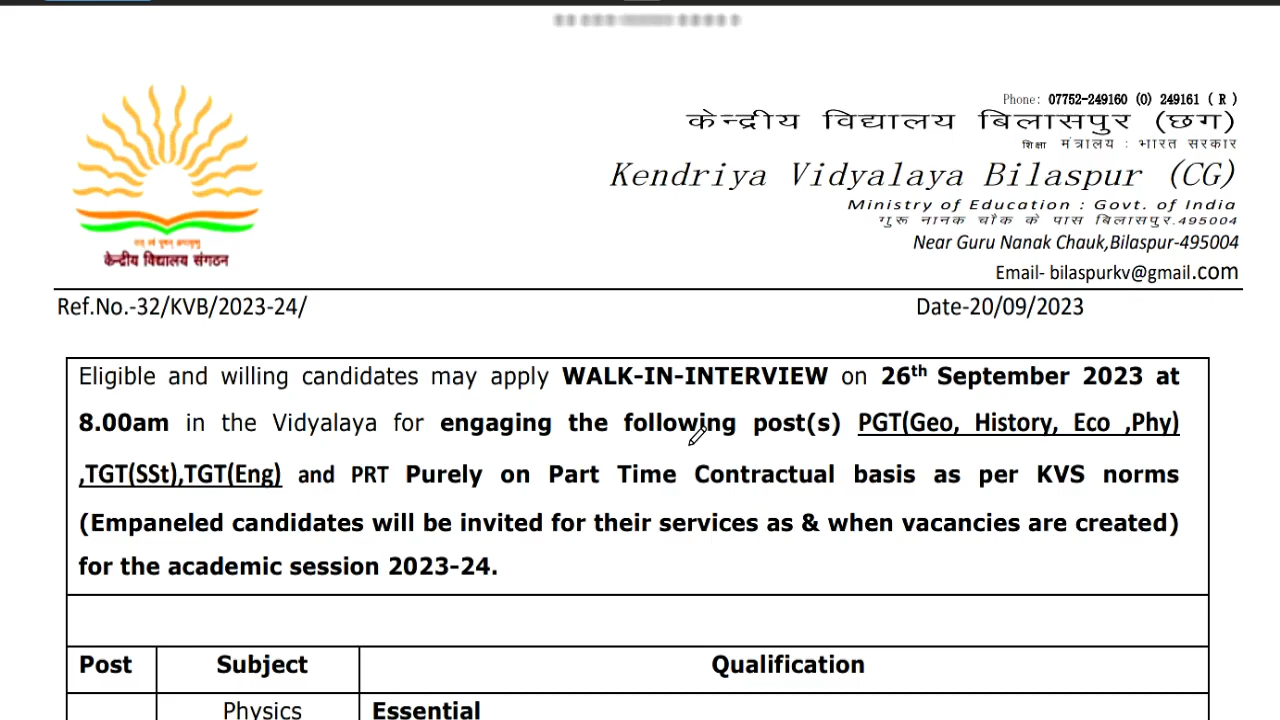 Phone: 07752-249160 (O) 249161 ( R )
केन्द्रीय विद्यालय बिलासपुर (छग)
शिक्षा मंत्रालय : भारत सरकार
Kendriya Vidyalaya Bilaspur (CG)
Ministry of Education : Govt. of India
गुरू नानक चौक के पास बिलासपुर.495004
Near Guru Nanak Chauk,Bilaspur-495004
Email- bilaspurkv@gmail.com
केन्द्रीय विद्यालय संगठन
Ref.No.-32/KVB/2023-24/ Date-20/09/2023
Eligible and willing candidates may apply WALK-IN-INTERVIEW on 26th September 2023 at
8.00am in the Vidyalaya for engaging the following post(s) PGT(Geo, History, Eco ,Phy)
,TGT(SSt),TGT(Eng) and PRT Purely on Part Time Contractual basis as per KVS norms
(Empaneled candidates will be invited for their services as & when vacancies are created)
for the academic session 2023-24.
Post Subject Qualification
Physics Essential